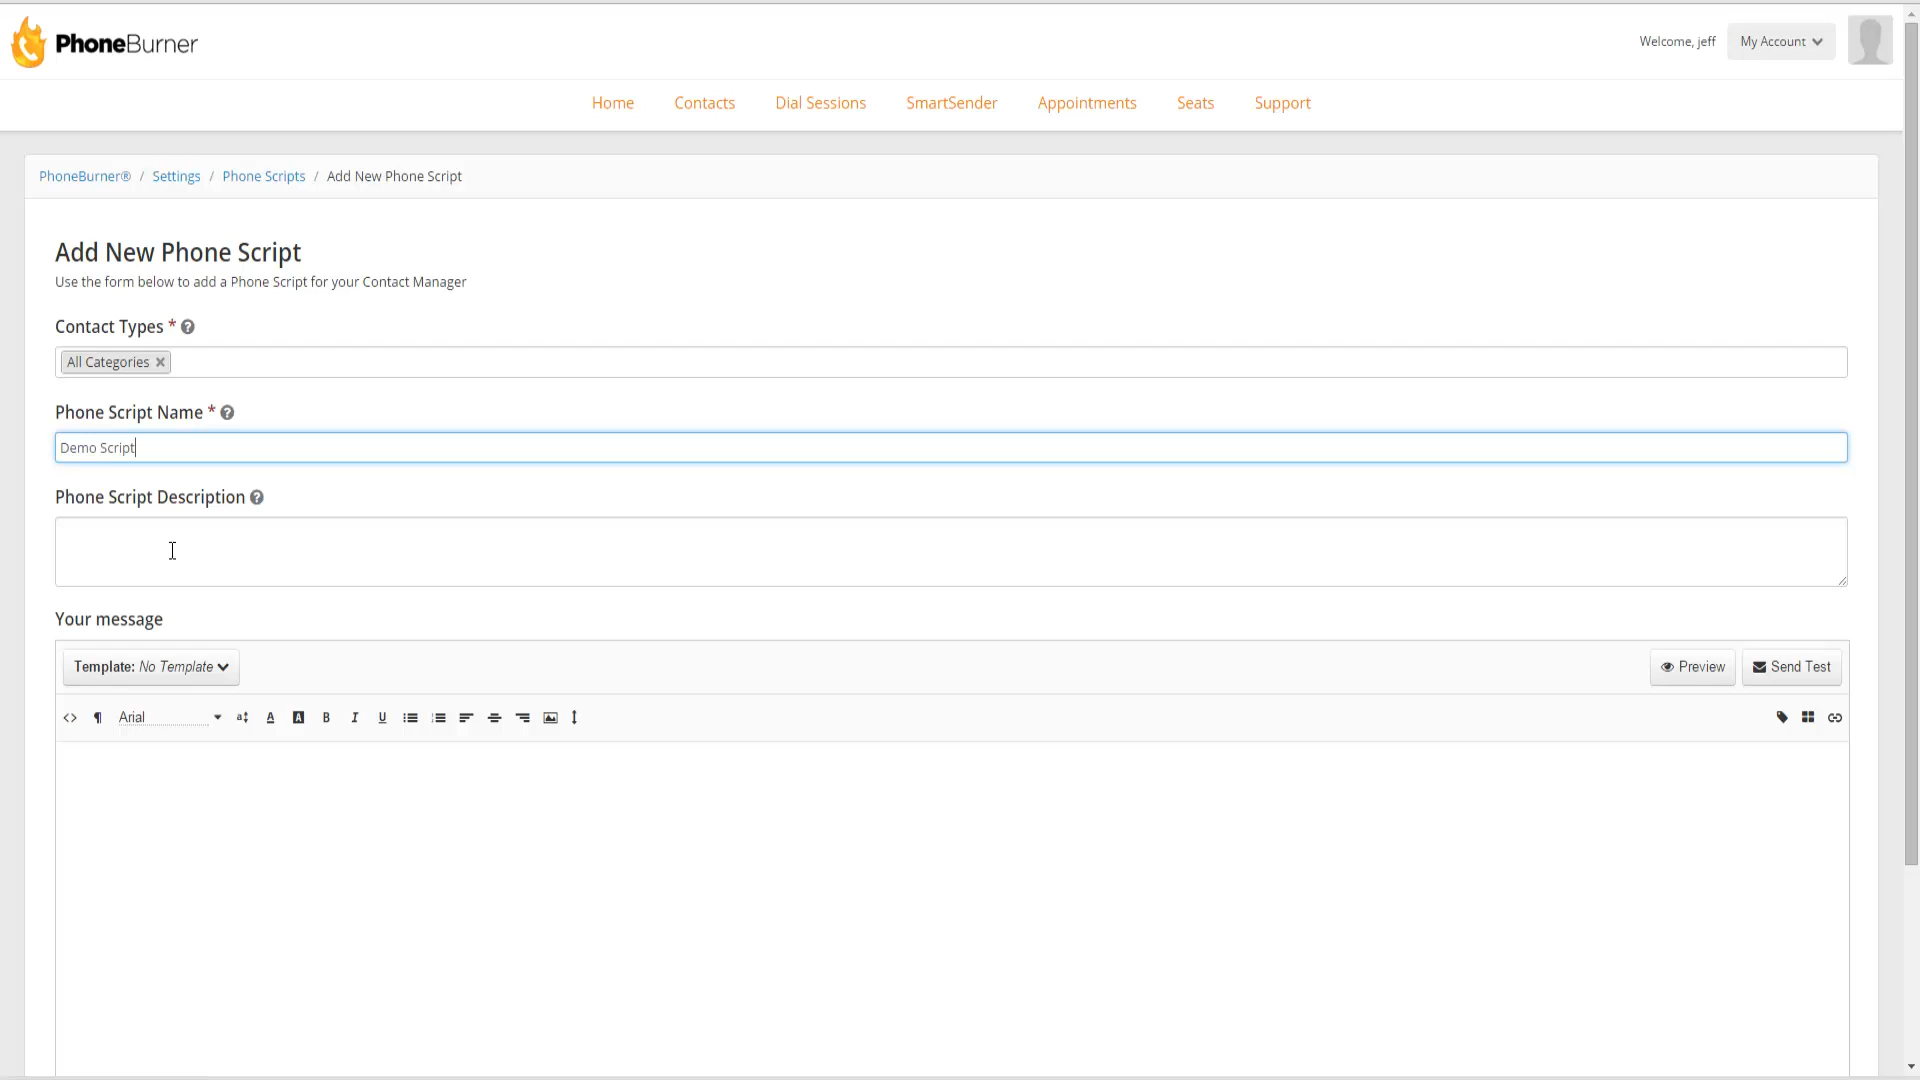 PhoneBurner
Welcome, jeff
My Account
Home Contacts Dial Sessions SmartSender Appointments Seats Support
PhoneBurner® / Settings / Phone Scripts / Add New Phone Script
Add New Phone Script
Use the form below to add a Phone Script for your Contact Manager
Contact Types *
All Categories
Phone Script Name *
Demo Script
Phone Script Description
Your message
Template: No Template
Preview
Send Test
Arial